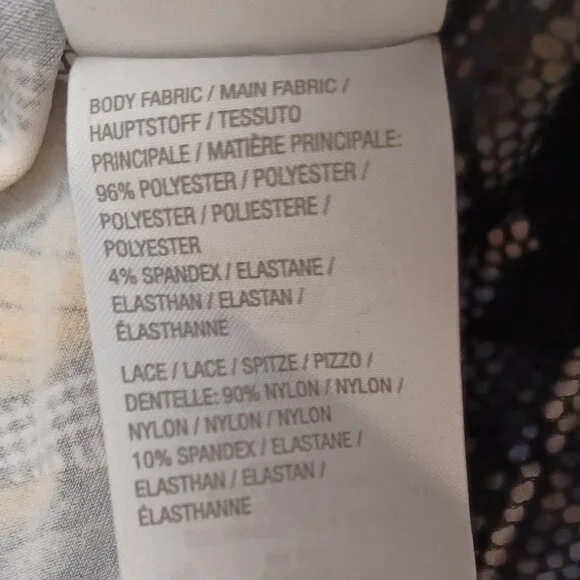 BODY FABRIC / MAIN FABRIC /
HAUPTSTOFF / TESSUTO
PRINCIPALE / MATIÈRE PRINCIPALE:
96% POLYESTER / POLYESTER /
POLYESTER / POLIESTERE /
POLYESTER
4% SPANDEX / ELASTANE /
ELASTHAN / ELASTAN /
ÉLASTHANNE
LACE / LACE / SPITZE / PIZZO /
DENTELLE: 90% NYLON / NYLON /
NYLON / NYLON / NYLON
10% SPANDEX / ELASTANE /
ELASTHAN / ELASTAN /
ÉLASTHANNE